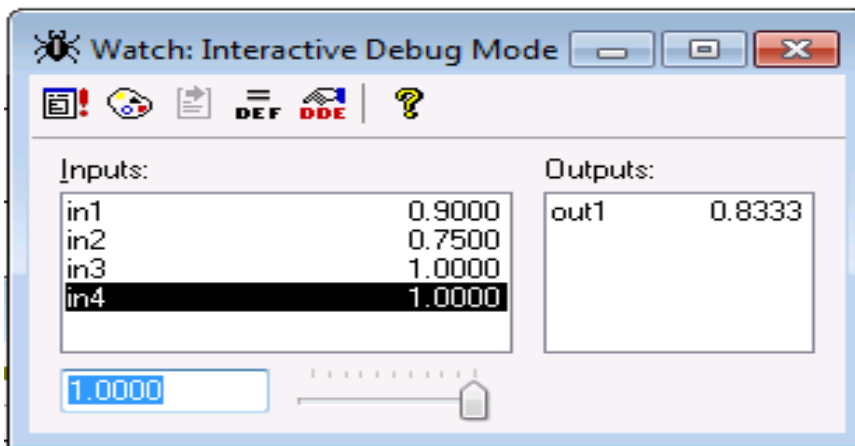 Watch: Interactive Debug Mode
DEF DDE
Inputs: Outputs:
in1 0.9000 out1 0.8333
in2 0.7500
in3 1.0000
in4 1.0000
1.0000